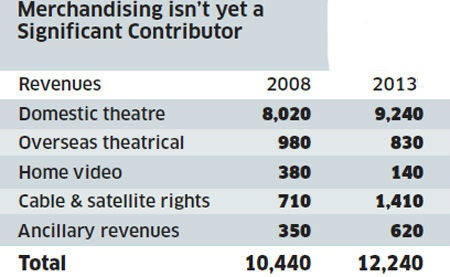 Merchandising isn't yet a
Significant Contributor
Revenues 2008 2013
Domestic theatre 8,020 9,240
Overseas theatrical 980 830
Home video 380 140
Cable & satellite rights 710 1,410
Ancillary revenues 350 620
Total 10,440 12,240